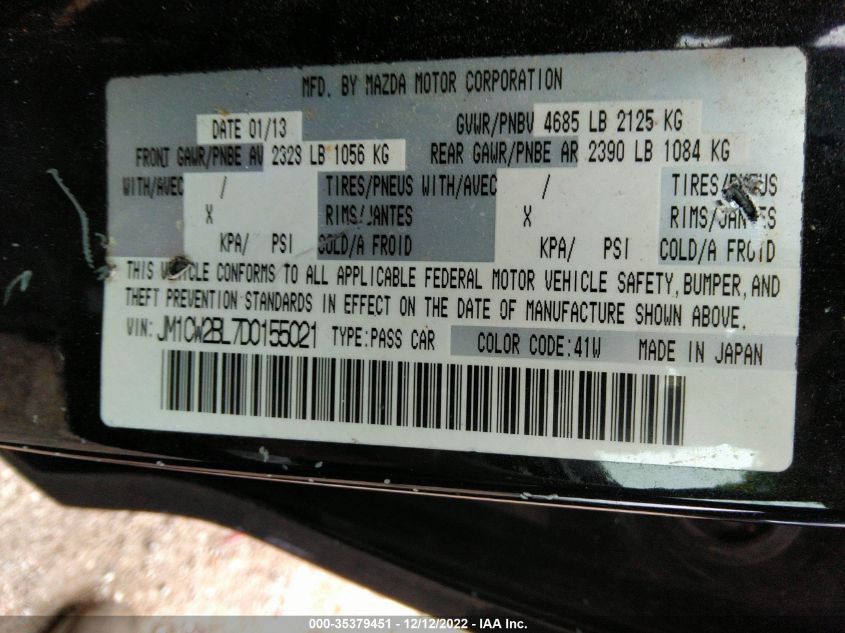 MFD. BY MAZDA MOTOR CORPORATION
DATE 01/13 GVWR/PNBV 4685 LB 2125 KG
FRONT GAWR/PNBE AV 2328 LB 1056 KG REAR GAWR/PNBE AR 2390 LB 1084 KG
WITH/AVEC / TIRES/PNEUS WITH/AVEC / TIRES/PNEUS
X RIMS/JANTES X RIMS/JANTES
KPA/ PSI COLD/A FROID KPA/ PSI COLD/A FROID
THIS VEHICLE CONFORMS TO ALL APPLICABLE FEDERAL MOTOR VEHICLE SAFETY, BUMPER, AND
THEFT PREVENTION STANDARDS IN EFFECT ON THE DATE OF MANUFACTURE SHOWN ABOVE.
VIN: JM1CW2BL7D0155021 TYPE:PASS CAR COLOR CODE:41W MADE IN JAPAN
000-35379451 - 12/12/2022 - IAA Inc.